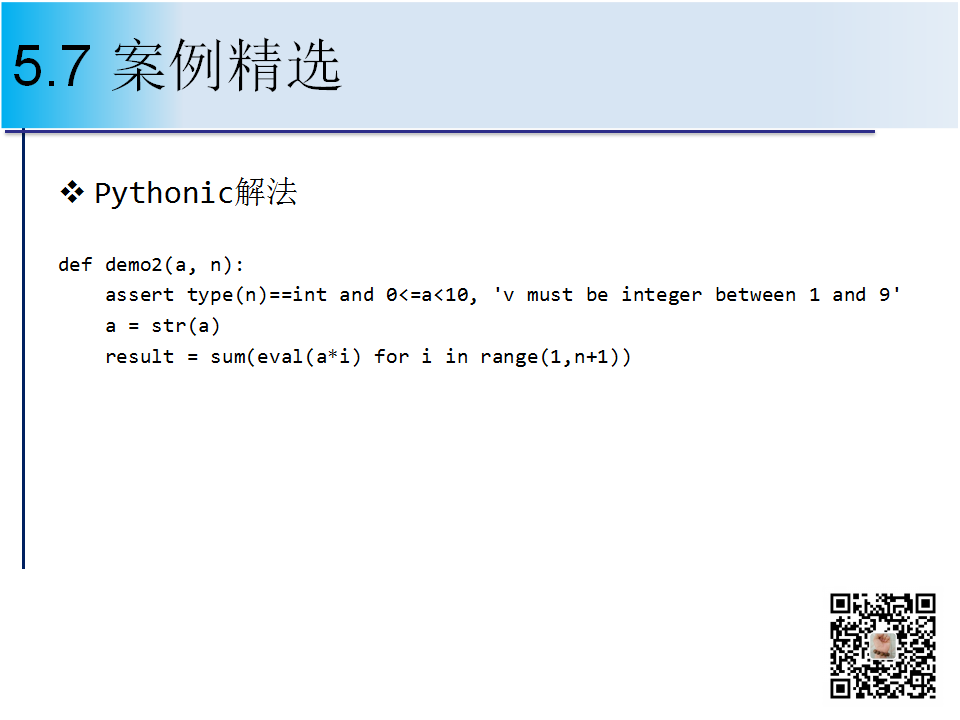 5.7 案例精选
❖ Pythonic解法
def demo2(a, n):
    assert type(n)==int and 0<=a<10, 'v must be integer between 1 and 9'
    a = str(a)
    result = sum(eval(a*i) for i in range(1,n+1))